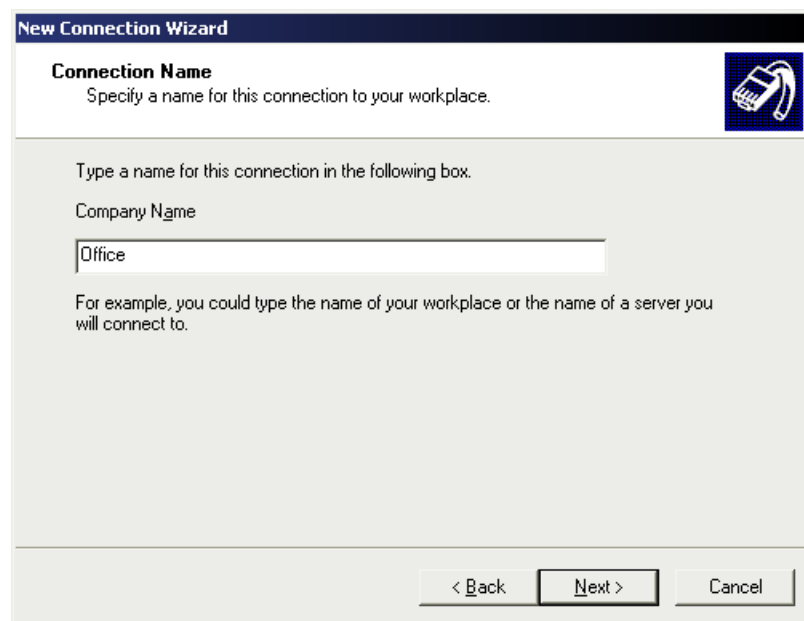 New Connection Wizard
Connection Name
Specify a name for this connection to your workplace.
Type a name for this connection in the following box.
Company Name
Office
For example, you could type the name of your workplace or the name of a server you
will connect to.
< Back Next > Cancel